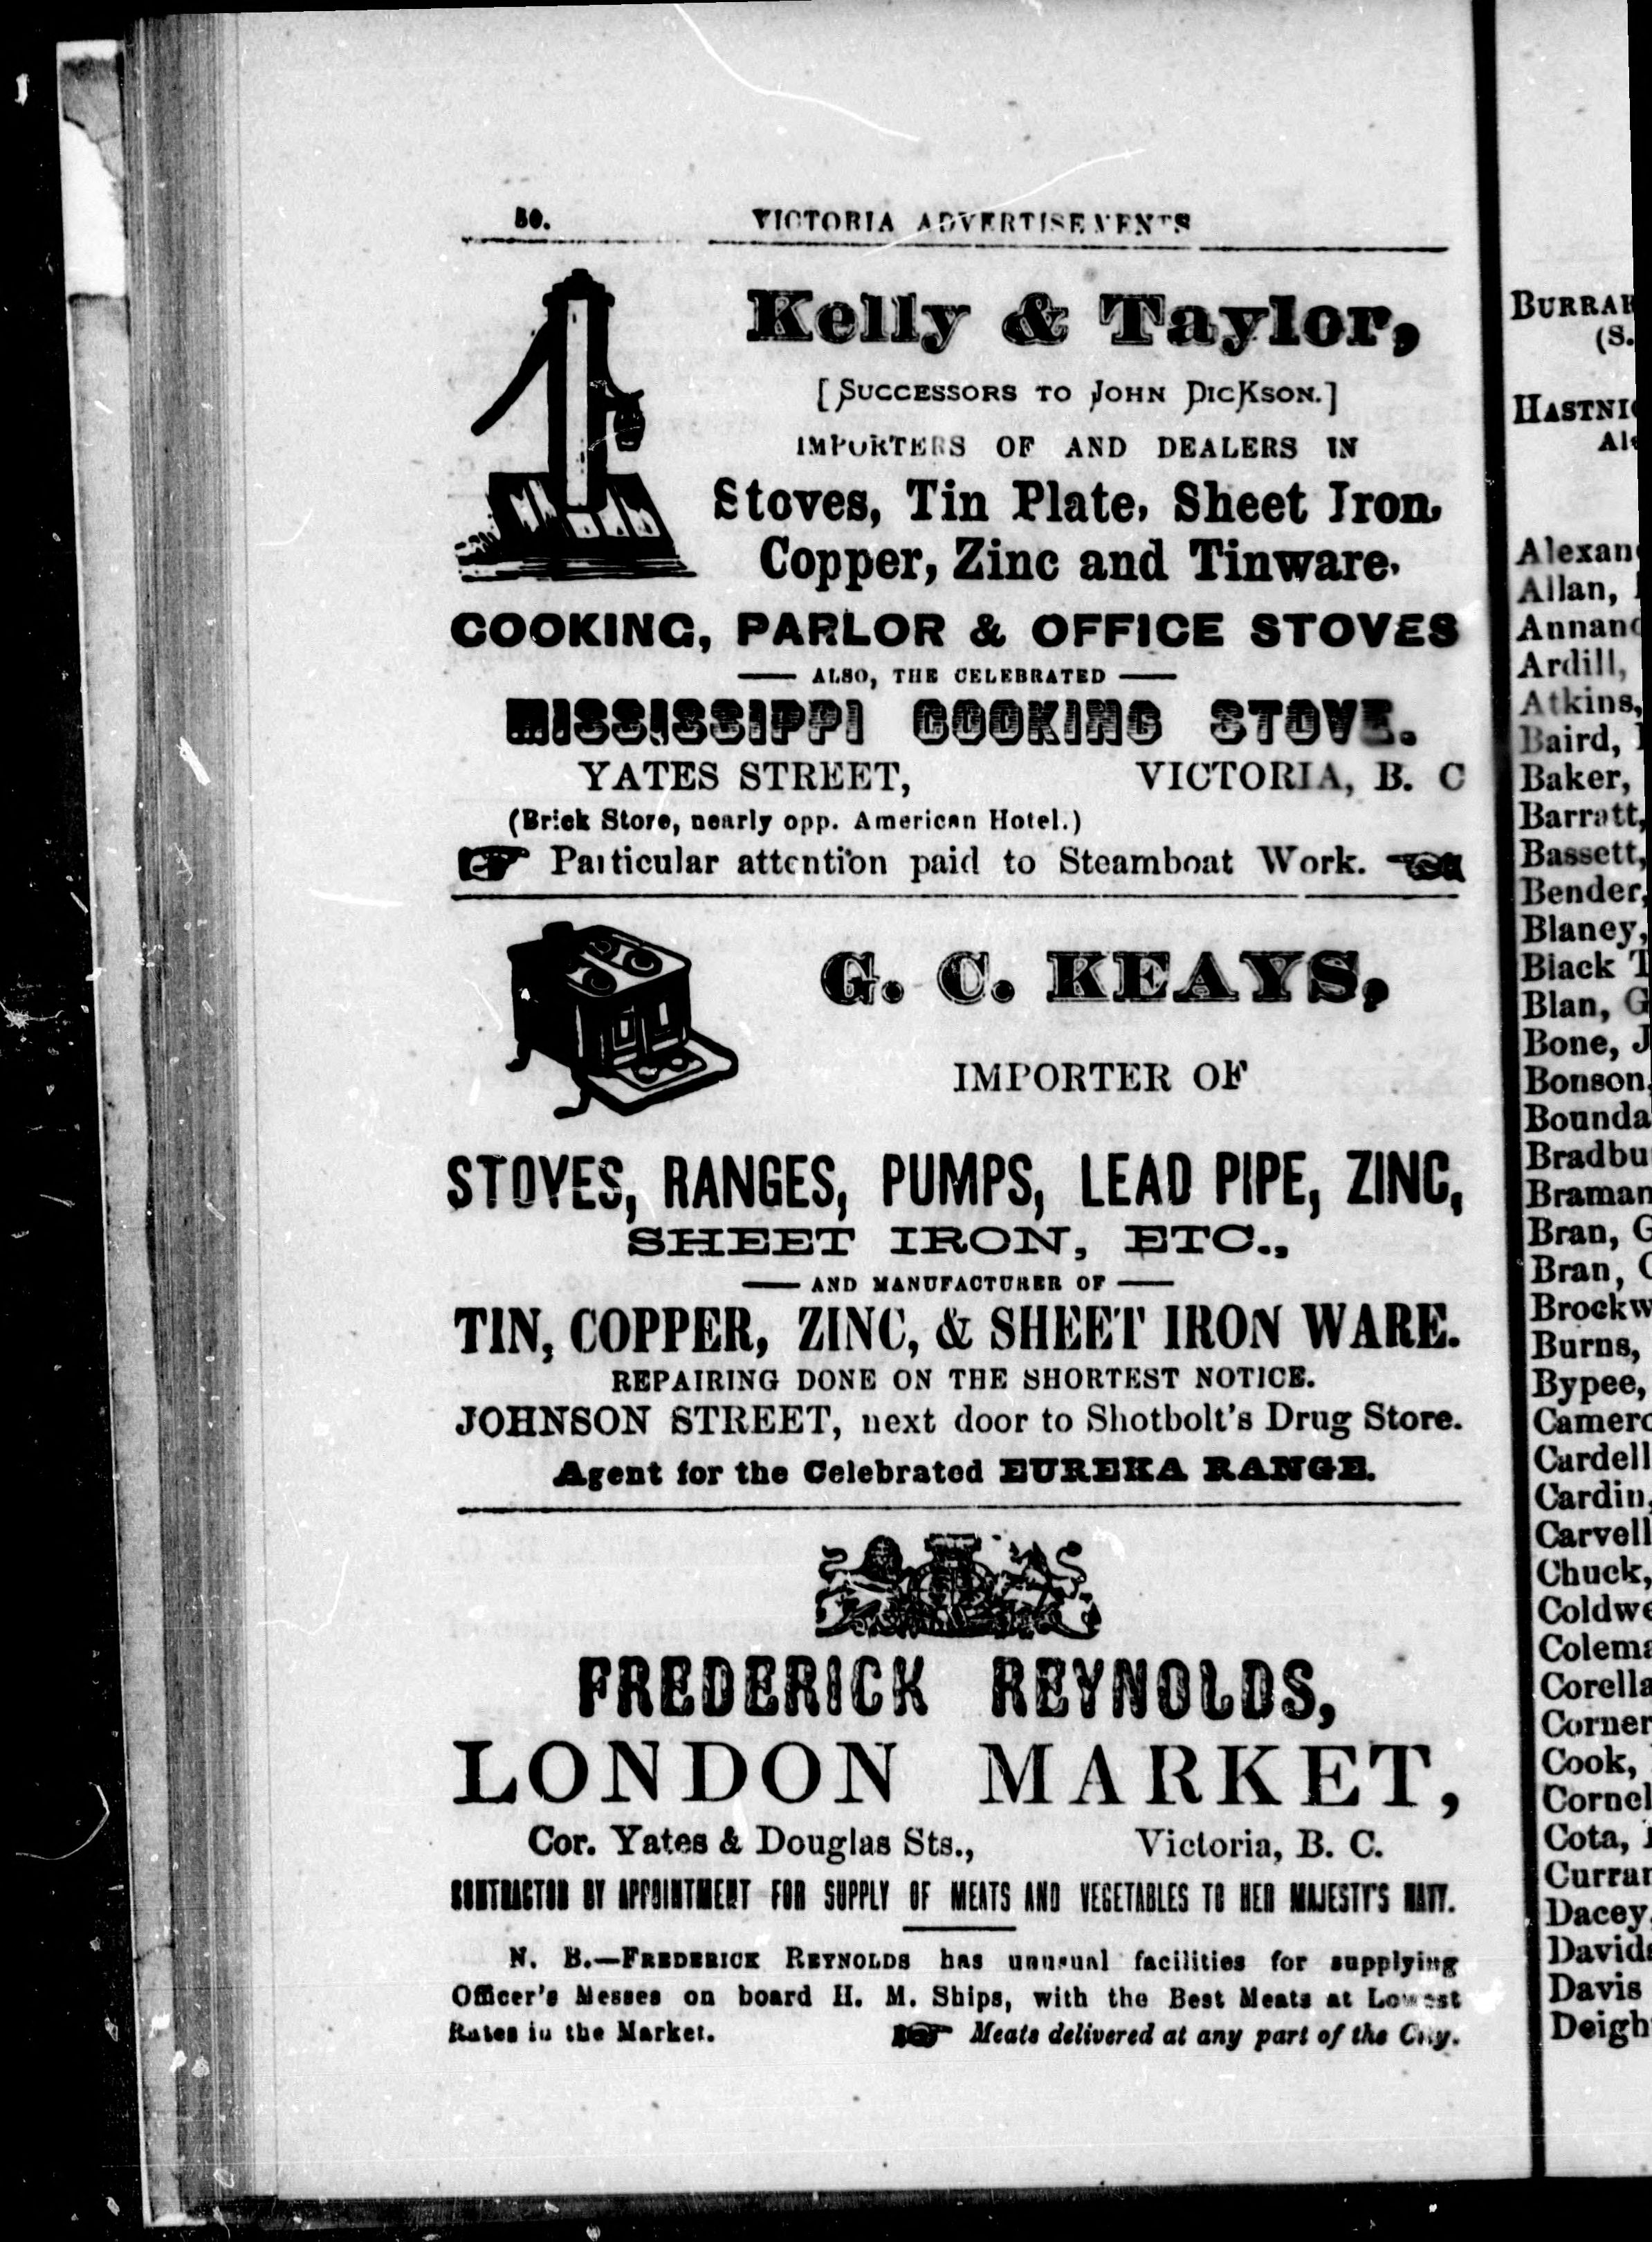 50. VICTORIA ADVERTISEMENTS
Kelly & Taylor,
[SUCCESSORS TO JOHN DICKSON.]
IMPORTERS OF AND DEALERS IN
Stoves, Tin Plate, Sheet Iron,
Copper, Zinc and Tinware.
COOKING, PARLOR & OFFICE STOVES
— ALSO, THE CELEBRATED —
MISSISSIPPI COOKING STOVE.
YATES STREET, VICTORIA, B. C
(Brick Store, nearly opp. American Hotel.)
Particular attention paid to Steamboat Work.
G. C. KEAYS,
IMPORTER OF
STOVES, RANGES, PUMPS, LEAD PIPE, ZINC,
SHEET IRON, ETC.,
— AND MANUFACTURER OF —
TIN, COPPER, ZINC, & SHEET IRON WARE.
REPAIRING DONE ON THE SHORTEST NOTICE.
JOHNSON STREET, next door to Shotbolt's Drug Store.
Agent for the Celebrated EUREKA RANGE.
FREDERICK REYNOLDS,
LONDON MARKET,
Cor. Yates & Douglas Sts., Victoria, B. C.
CONTRACTOR BY APPOINTMENT FOR SUPPLY OF MEATS AND VEGETABLES TO HER MAJESTY'S NAVY.
N. B.—FREDERICK REYNOLDS has unusual facilities for supplying
Officer's Messes on board H. M. Ships, with the Best Meats at Lowest
Rates in the Market. Meats delivered at any part of the City.
BURRAR
(S.
HASTNI
Als
Alexan
Allan,
Annand
Ardill,
Atkins,
Baird,
Baker,
Barratt,
Bassett,
Bender,
Blaney,
Black T
Blan, G
Bone, J
Bonson,
Bounda
Bradbu
Braman
Bran, G
Bran, C
Brockw
Burns,
Bypee,
Camero
Cardell
Cardin,
Carvell
Chuck,
Coldwe
Colema
Corella
Corner
Cook,
Cornel
Cota,
Curran
Dacey
Davids
Davis
Deigh